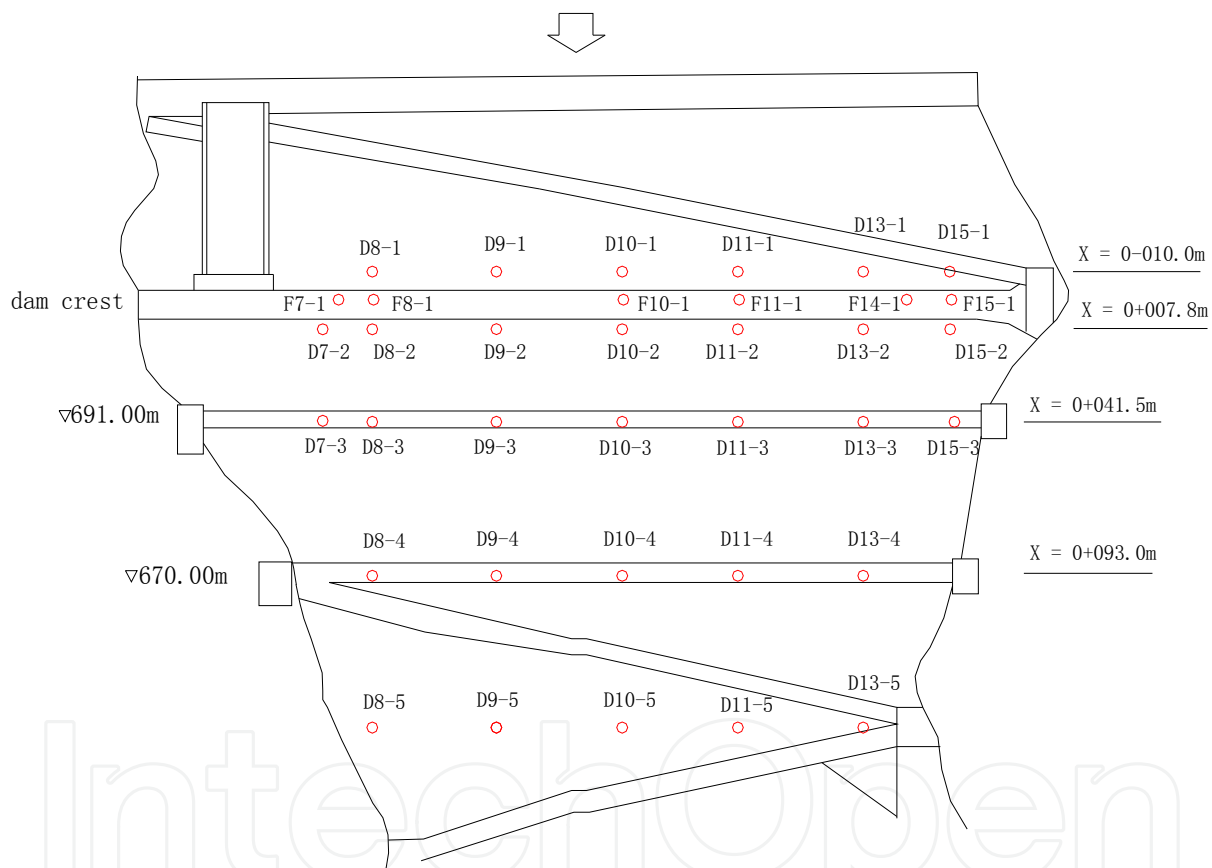 D8-1 D9-1 D10-1 D11-1 D13-1 D15-1
X = 0-010.0m
dam crest F7-1 F8-1 F10-1 F11-1 F14-1 F15-1
X = 0+007.8m
D7-2 D8-2 D9-2 D10-2 D11-2 D13-2 D15-2
▽691.00m X = 0+041.5m
D7-3 D8-3 D9-3 D10-3 D11-3 D13-3 D15-3
D8-4 D9-4 D10-4 D11-4 D13-4
▽670.00m X = 0+093.0m
D8-5 D9-5 D10-5 D11-5 D13-5
IntechOpen